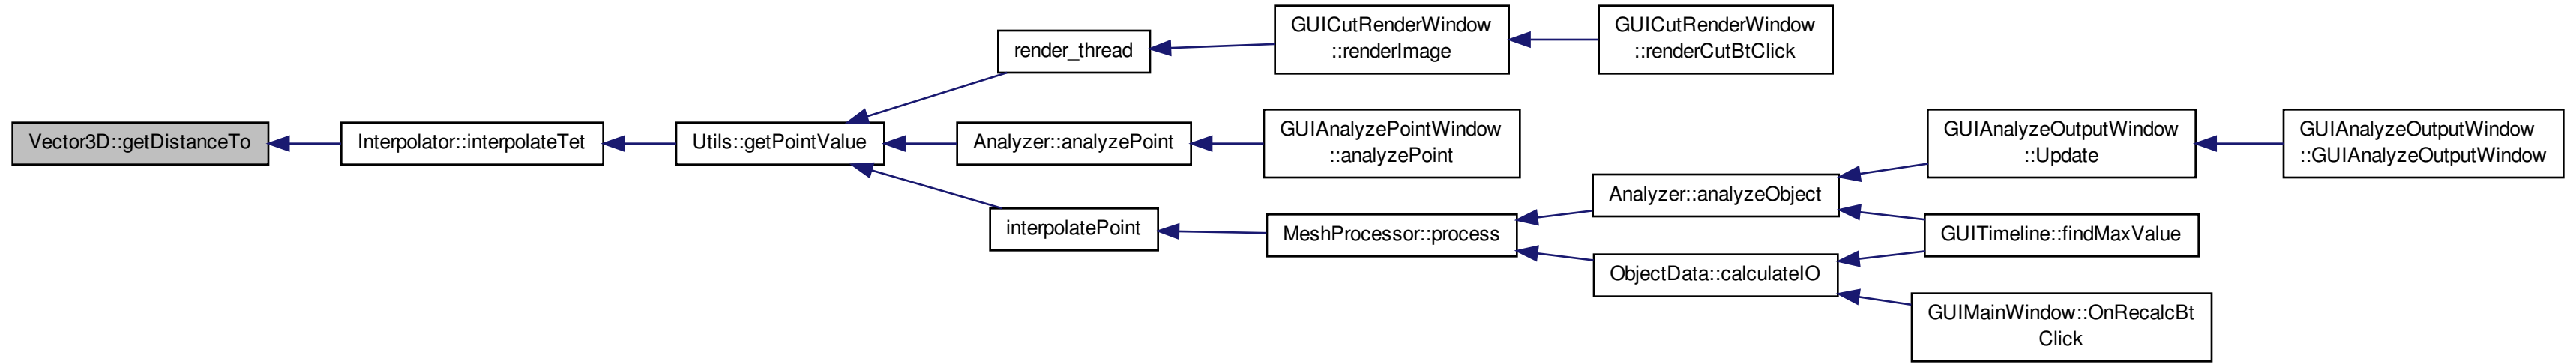 Vector3D::getDistanceTo
Interpolator::interpolateTet
Utils::getPointValue
render_thread
GUICutRenderWindow
::renderImage
GUICutRenderWindow
::renderCutBtClick
Analyzer::analyzePoint
GUIAnalyzePointWindow
::analyzePoint
interpolatePoint
MeshProcessor::process
Analyzer::analyzeObject
GUIAnalyzeOutputWindow
::Update
GUIAnalyzeOutputWindow
::GUIAnalyzeOutputWindow
GUITimeline::findMaxValue
ObjectData::calculateIO
GUIMainWindow::OnRecalcBt
Click